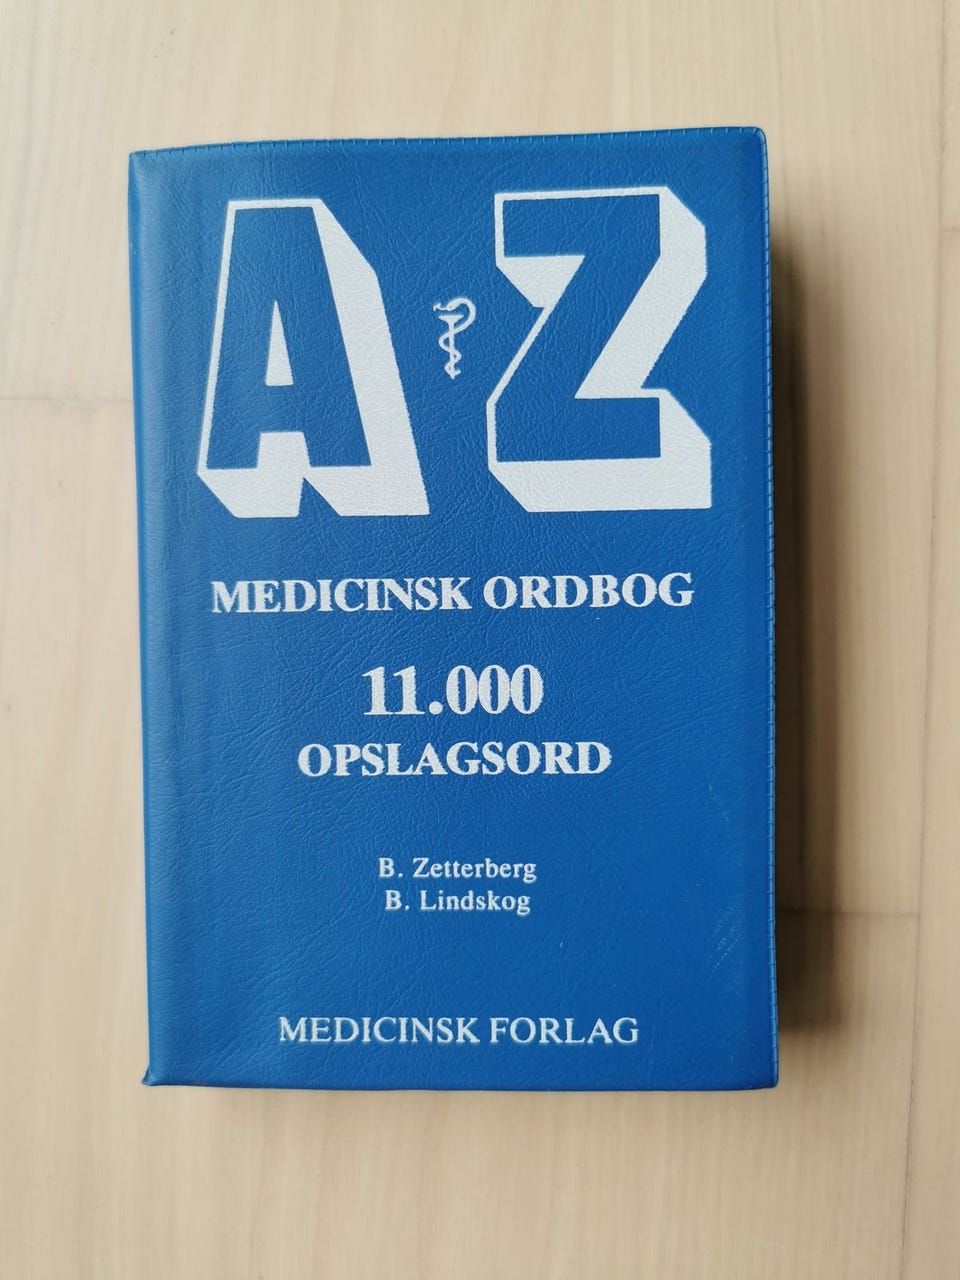 A Z
MEDICINSK ORDBOG
11.000
OPSLAGSORD
B. Zetterberg
B. Lindskog
MEDICINSK FORLAG